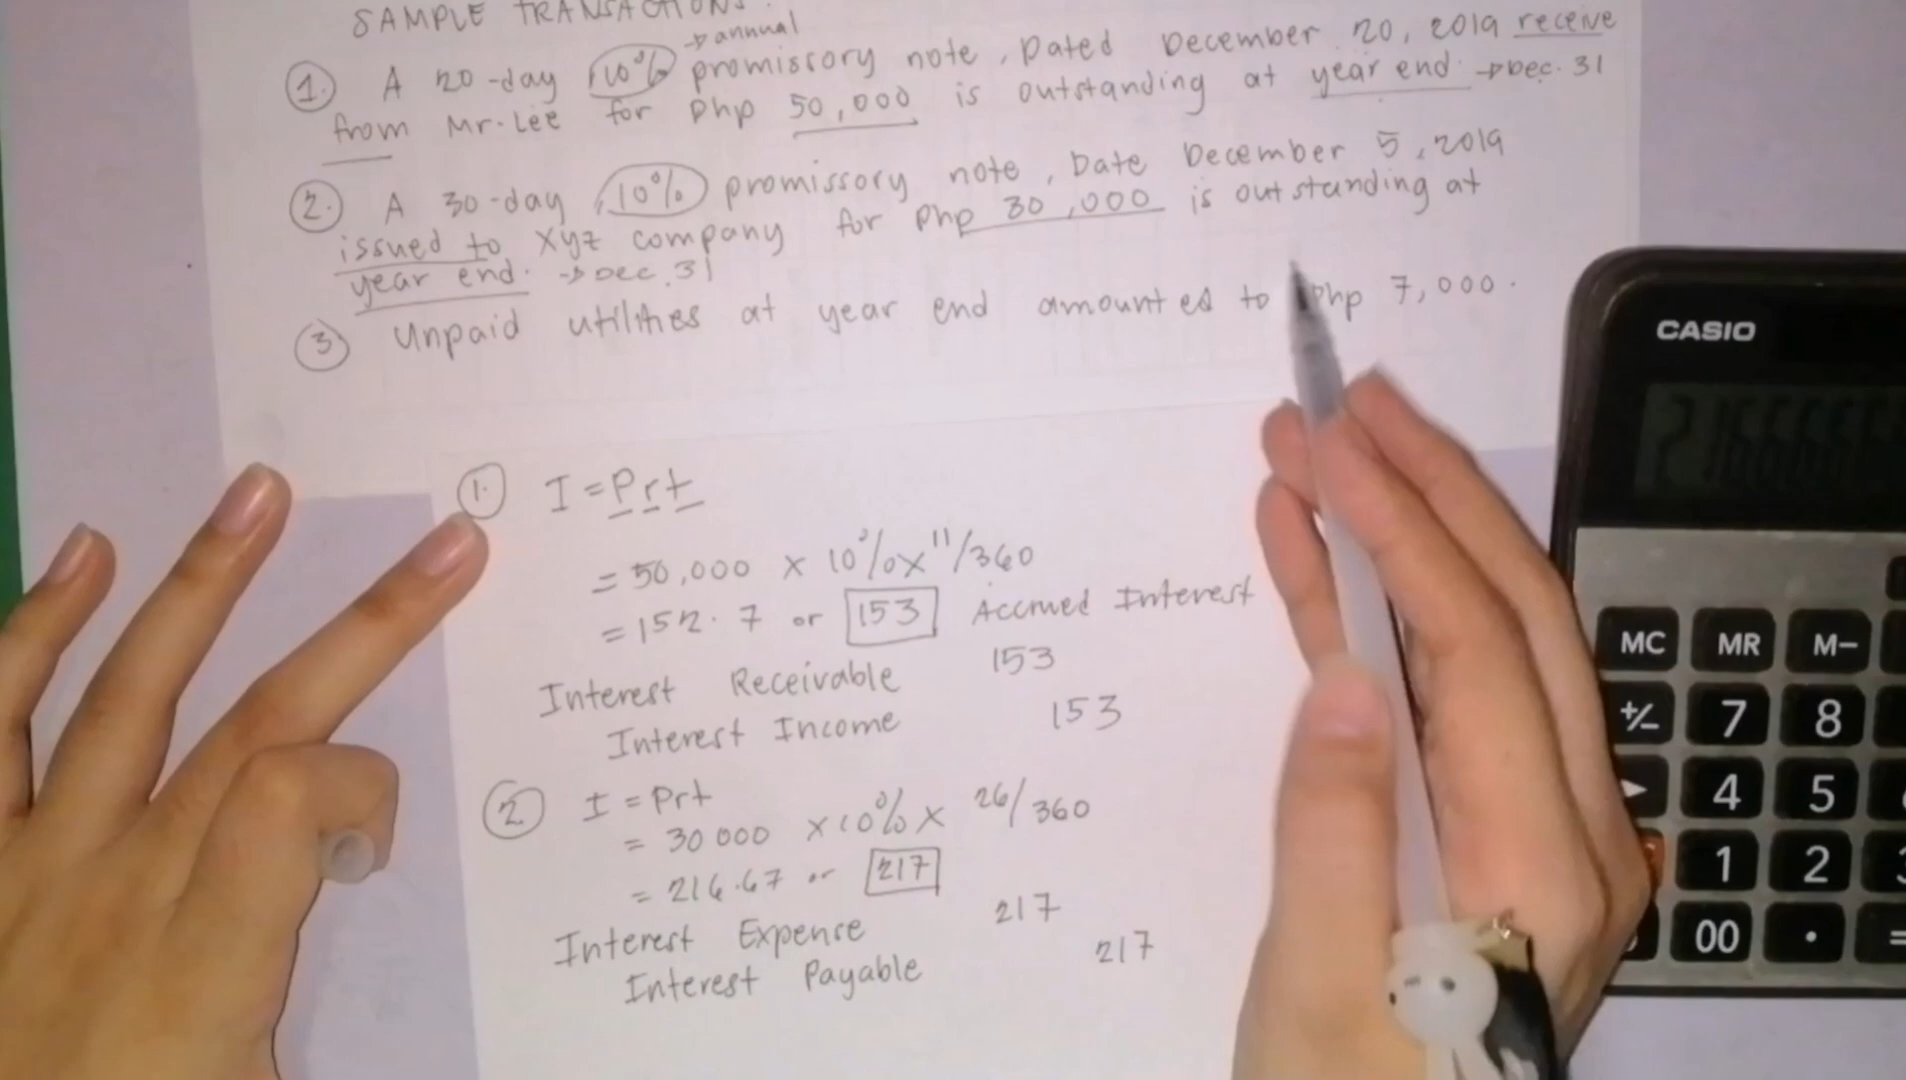 SAMPLE TRANSACTIONS.
→ annual
1. A 20-day, 10% promissory note, Dated December 20, 2019 receive
from Mr. Lee for Php 50,000 is outstanding at year end. → Dec. 31
2. A 30-day, 10% promissory note, Date December 5, 2019
issued to XYZ company for Php 30,000 is outstanding at
year end. → Dec. 31
3. Unpaid utilities at year end amounted to Php 7,000.
1. I = Prt
= 50,000 x 10% x 11/360
= 152.7 or 153 Accrued Interest
Interest Receivable 153
Interest Income 153
2. I = Prt
= 30 000 x 10% x 26/360
= 216.67 or 217
Interest Expense 217
Interest Payable 217
CASIO
MC MR M−
+/− 7 8
► 4 5
1 2 3
00 . =